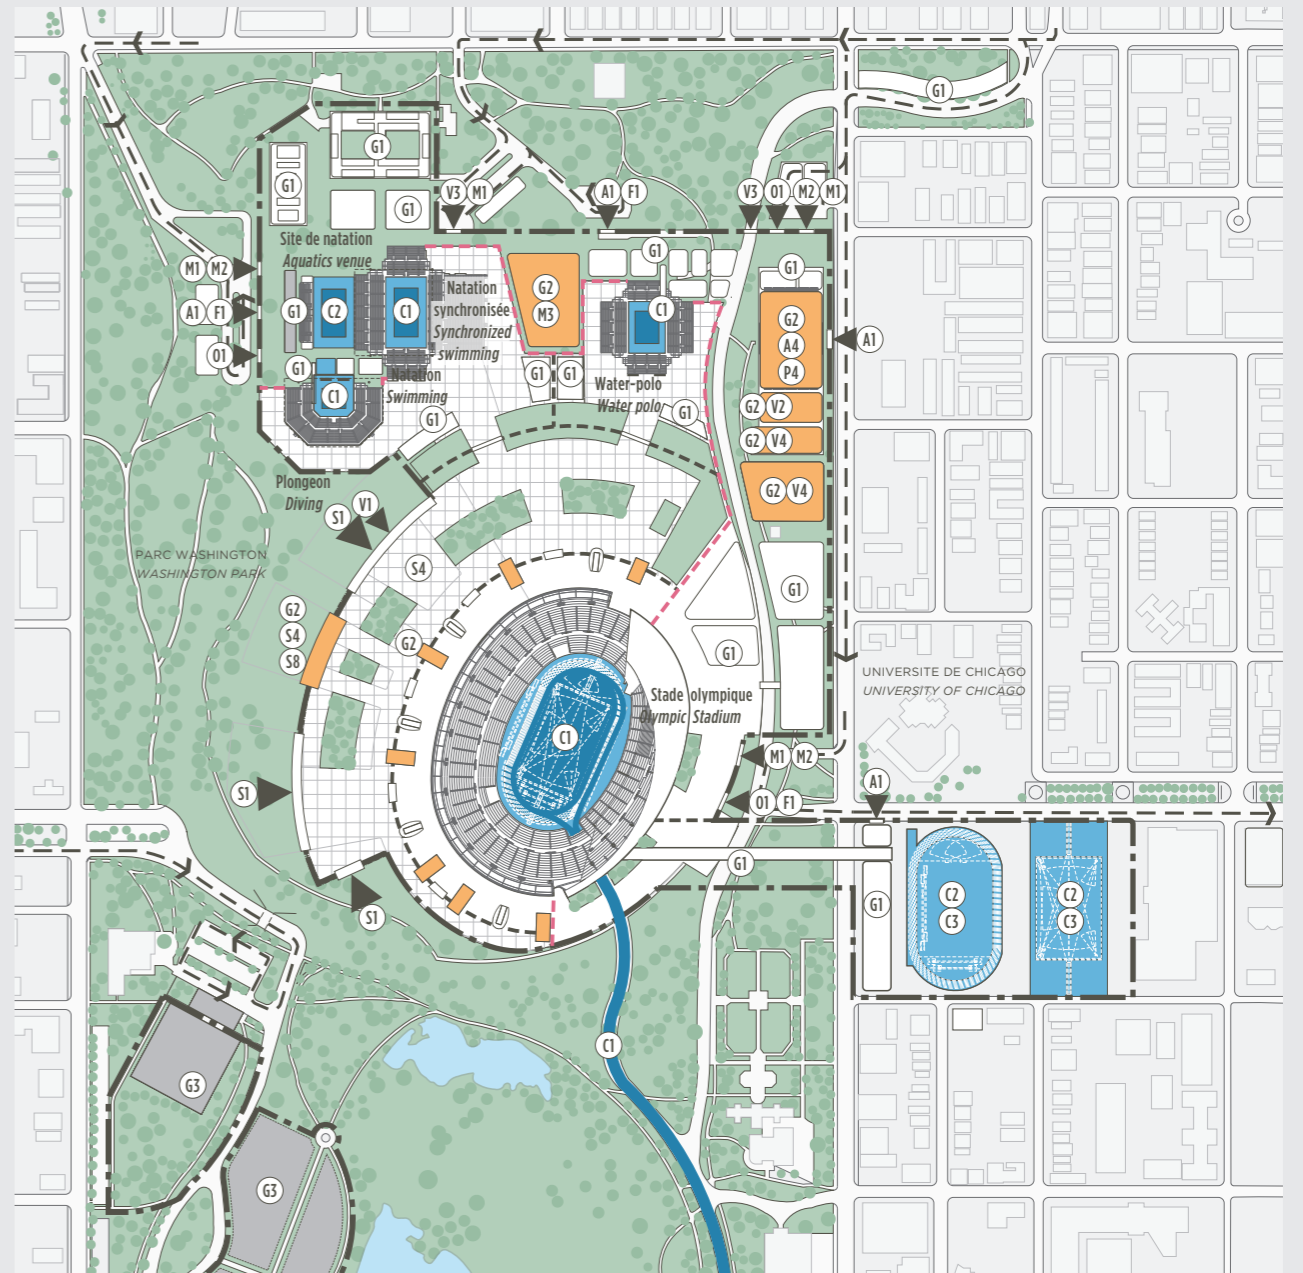 G1
G1
G1
G1
V3 M1
A1 F1
V3 O1 M2 M1
Site de natation
Aquatics venue
G1
G1
M1 M2
A1 F1
O1
G1
C2
C1
Natation
synchronisée
Synchronized
swimming
G2
M3
C1
G2
A4
P4
A1
G1
C1
Natation
Swimming
G1
G1
Water-polo
Water polo
G1
G1
G2 V2
G2 V4
G2 V4
Plongeon
Diving
S1
V1
PARC WASHINGTON
WASHINGTON PARK
S4
G1
G2
S4
S8
G2
G1
UNIVERSITE DE CHICAGO
UNIVERSITY OF CHICAGO
Stade olympique
Olympic Stadium
C1
M1 M2
S1
O1 F1
A1
G1
S1
G1
C2
C3
C2
C3
C1
G3
G3